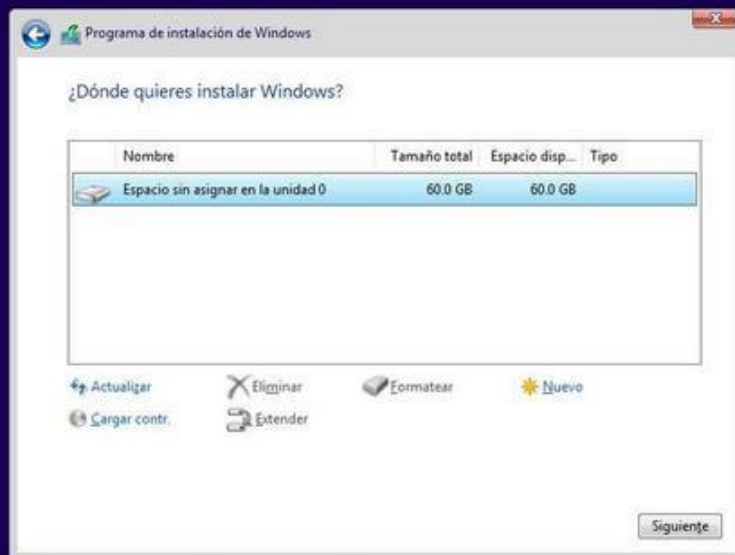 Programa de instalación de Windows
¿Dónde quieres instalar Windows?
Nombre Tamaño total Espacio disp... Tipo
Espacio sin asignar en la unidad 0 60.0 GB 60.0 GB
Actualizar Eliminar Formatear Nuevo
Cargar contr. Extender
Siguiente